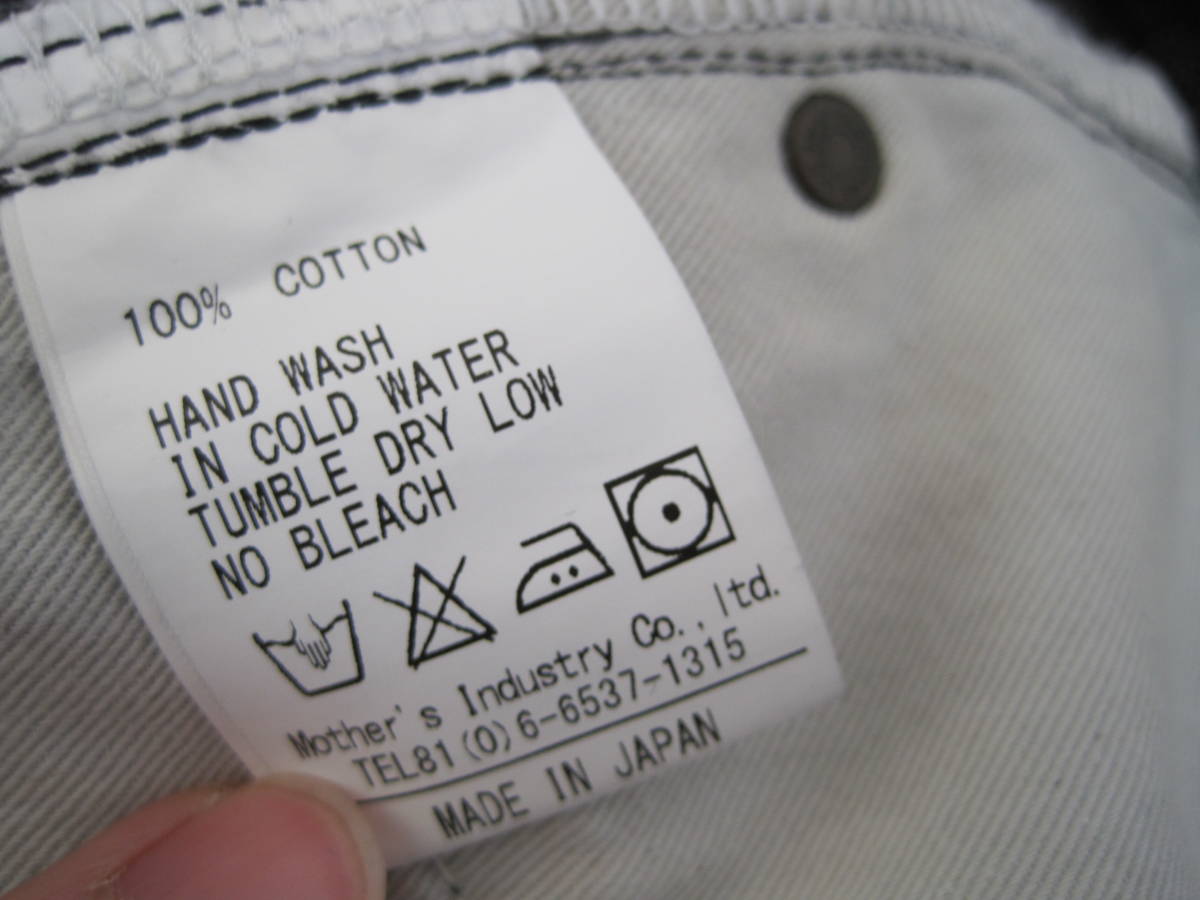 100% COTTON
HAND WASH
IN COLD WATER
TUMBLE DRY LOW
NO BLEACH
Mother's Industry Co., ltd.
TEL81(0)6-6537-1315
MADE IN JAPAN